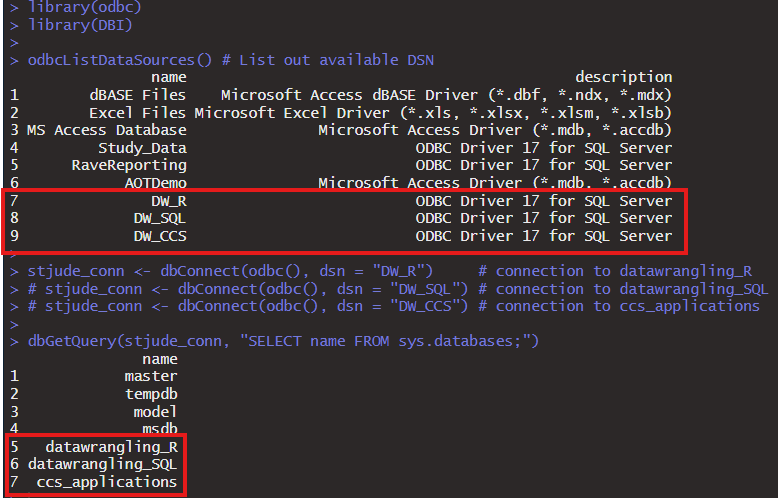 > library(odbc)
> library(DBI)
>
> odbcListDataSources() # List out available DSN
name description
1 dBASE Files Microsoft Access dBASE Driver (*.dbf, *.ndx, *.mdx)
2 Excel Files Microsoft Excel Driver (*.xls, *.xlsx, *.xlsm, *.xlsb)
3 MS Access Database Microsoft Access Driver (*.mdb, *.accdb)
4 Study_Data ODBC Driver 17 for SQL Server
5 RaveReporting ODBC Driver 17 for SQL Server
6 AOTDemo Microsoft Access Driver (*.mdb, *.accdb)
7 DW_R ODBC Driver 17 for SQL Server
8 DW_SQL ODBC Driver 17 for SQL Server
9 DW_CCS ODBC Driver 17 for SQL Server
>
> stjude_conn <- dbConnect(odbc(), dsn = "DW_R") # connection to datawrangling_R
> # stjude_conn <- dbConnect(odbc(), dsn = "DW_SQL") # connection to datawrangling_SQL
> # stjude_conn <- dbConnect(odbc(), dsn = "DW_CCS") # connection to ccs_applications
>
> dbGetQuery(stjude_conn, "SELECT name FROM sys.databases;")
name
1 master
2 tempdb
3 model
4 msdb
5 datawrangling_R
6 datawrangling_SQL
7 ccs_applications